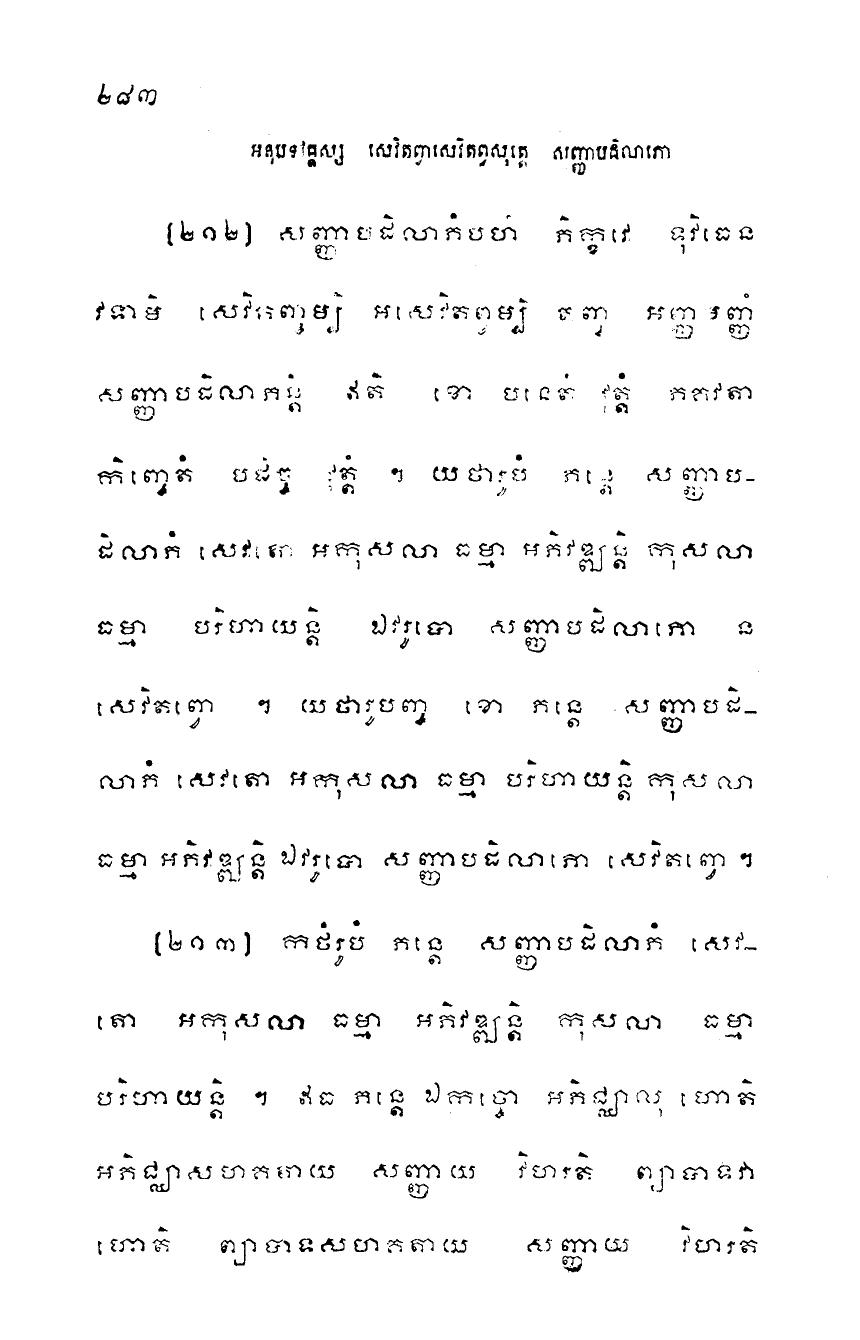 ២៨៣
អនុបទវគ្គស្ស សេវិតព្វាសេវិតព្វសុត្តេ សញ្ញាបដិលាភោ
[២១២] សញ្ញាបដិលាភំបហំ ភិក្ខវេ ទុវិធេន
វទាមិ សេវិតព្វម្បិ អសេវិតព្វម្បិ តញ្ច អញ្ញមញ្ញំ
សញ្ញាបដិលាភន្តិ ឥតិ ខោ បនេតំ វុត្តំ ភគវតា
កិញ្ចេតំ បដិច្ច វុត្តំ ។ យថារូបំ ភន្តេ សញ្ញាប-
ដិលាភំ សេវតោ អកុសលា ធម្មា អភិវឌ្ឍន្តិ កុសលា
ធម្មា បរិហាយន្តិ ឯវរូបោ សញ្ញាបដិលាភោ ន
សេវិតព្វោ ។ យថារូបញ្ច ខោ ភន្តេ សញ្ញាបដិ-
លាភំ សេវតោ អកុសលា ធម្មា បរិហាយន្តិ កុសលា
ធម្មា អភិវឌ្ឍន្តិ ឯវរូបោ សញ្ញាបដិលាភោ សេវិតព្វោ ។
[២១៣] កថំរូបំ ភន្តេ សញ្ញាបដិលាភំ សេវ-
តោ អកុសលា ធម្មា អភិវឌ្ឍន្តិ កុសលា ធម្មា
បរិហាយន្តិ ។ ឥធ ភន្តេ ឯកច្ចោ អភិជ្ឈាលុ ហោតិ
អភិជ្ឈាសហគតាយ សញ្ញាយ វិហរតិ ព្យាបាទវា
ហោតិ ព្យាបាទសហគតាយ សញ្ញាយ វិហរតិ